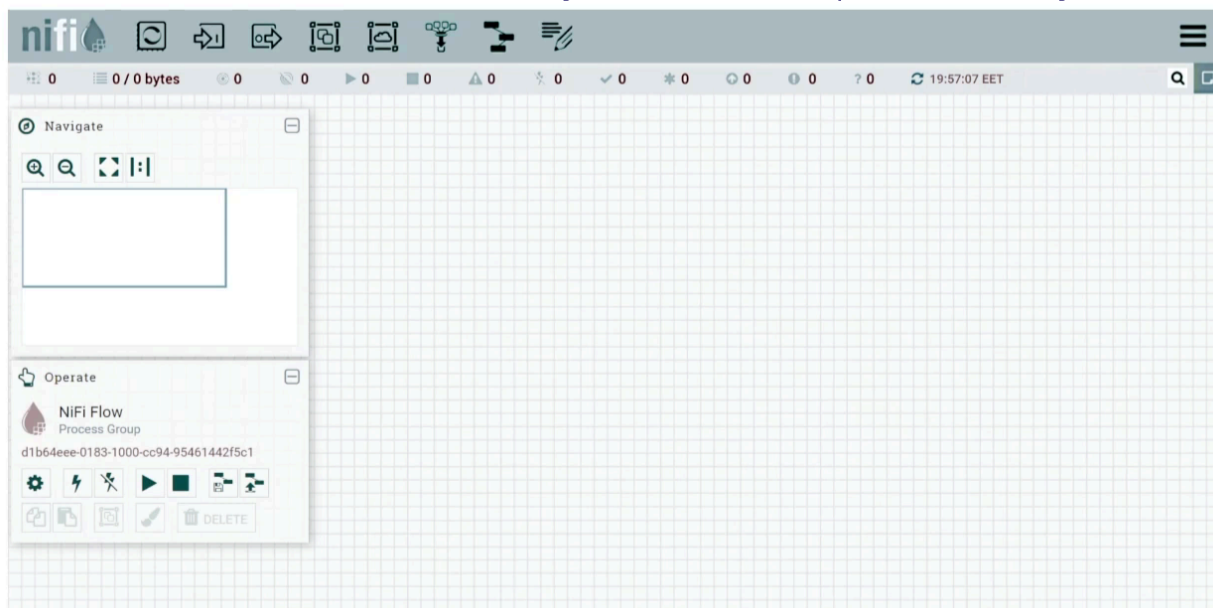 nifi
0 0 / 0 bytes 0 0 0 0 0 0 0 0 0 0 ? 0 19:57:07 EET
Navigate
Operate
NiFi Flow
Process Group
d1b64eee-0183-1000-cc94-95461442f5c1
DELETE